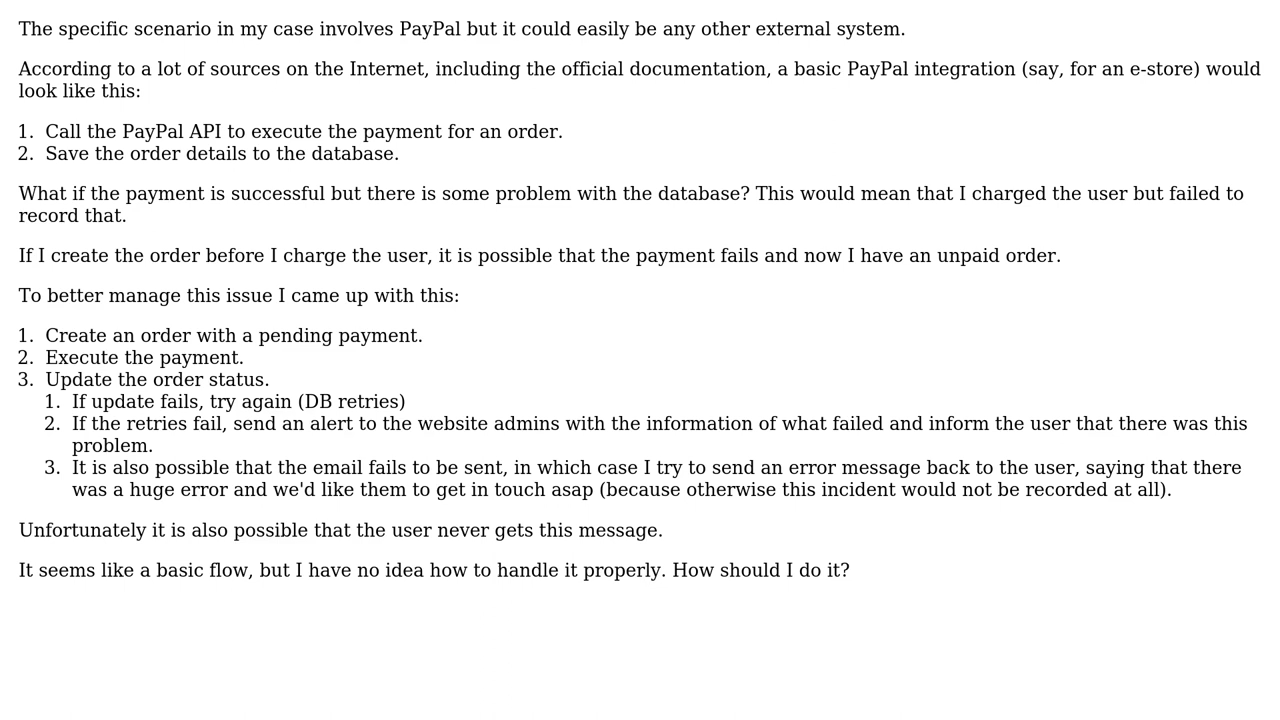 The specific scenario in my case involves PayPal but it could easily be any other external system.
According to a lot of sources on the Internet, including the official documentation, a basic PayPal integration (say, for an e-store) would
look like this:
1. Call the PayPal API to execute the payment for an order.
2. Save the order details to the database.
What if the payment is successful but there is some problem with the database? This would mean that I charged the user but failed to
record that.
If I create the order before I charge the user, it is possible that the payment fails and now I have an unpaid order.
To better manage this issue I came up with this:
1. Create an order with a pending payment.
2. Execute the payment.
3. Update the order status.
1. If update fails, try again (DB retries)
2. If the retries fail, send an alert to the website admins with the information of what failed and inform the user that there was this
problem.
3. It is also possible that the email fails to be sent, in which case I try to send an error message back to the user, saying that there
was a huge error and we'd like them to get in touch asap (because otherwise this incident would not be recorded at all).
Unfortunately it is also possible that the user never gets this message.
It seems like a basic flow, but I have no idea how to handle it properly. How should I do it?